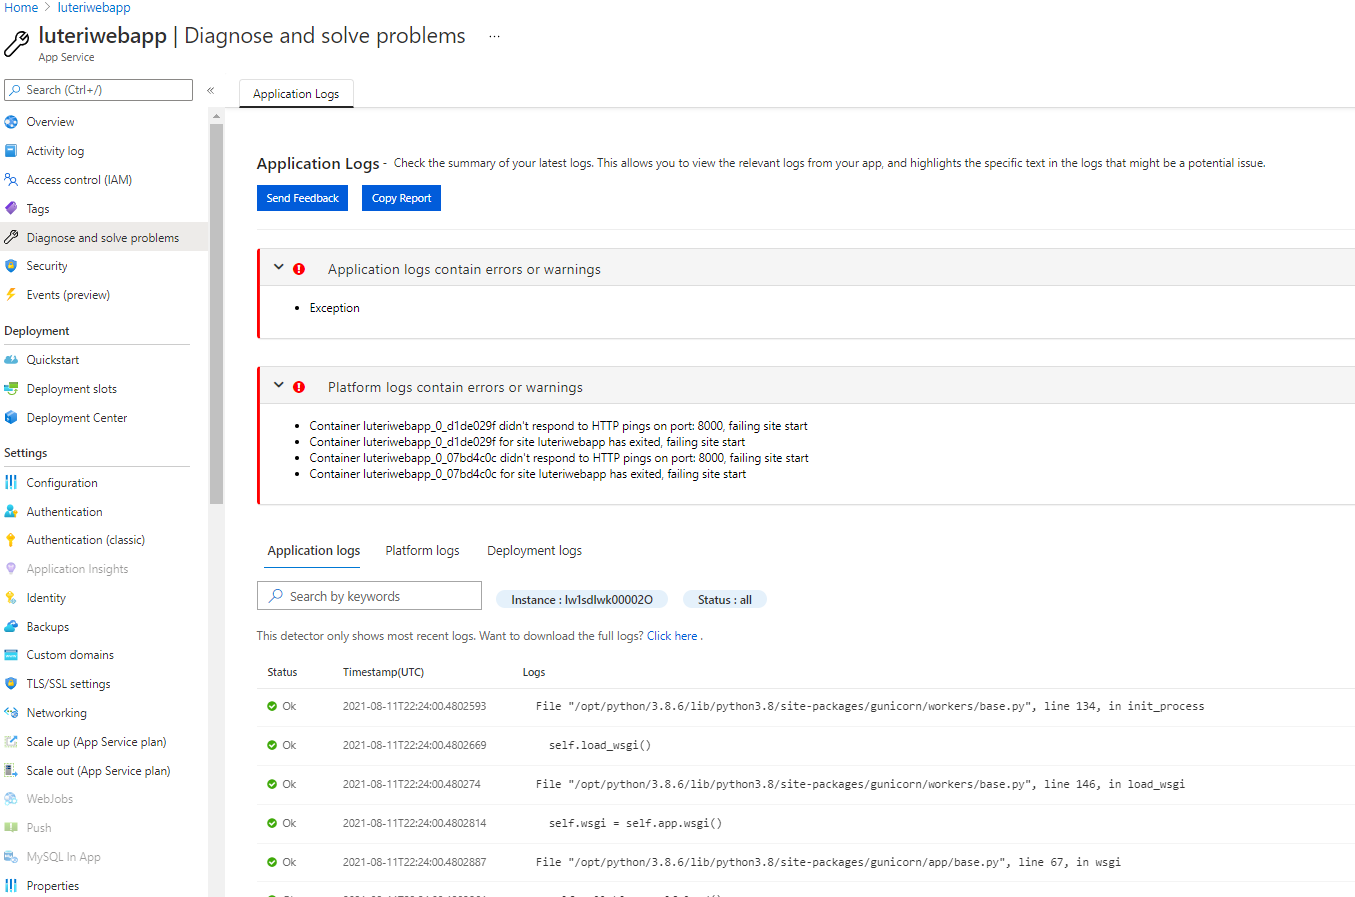 Home > luteriwebapp
luteriwebapp | Diagnose and solve problems ...
App Service
Search (Ctrl+/)
«
Overview
Activity log
Access control (IAM)
Tags
Diagnose and solve problems
Security
Events (preview)
Deployment
Quickstart
Deployment slots
Deployment Center
Settings
Configuration
Authentication
Authentication (classic)
Application Insights
Identity
Backups
Custom domains
TLS/SSL settings
Networking
Scale up (App Service plan)
Scale out (App Service plan)
WebJobs
Push
MySQL In App
Properties
Application Logs
Application Logs - Check the summary of your latest logs. This allows you to view the relevant logs from your app, and highlights the specific text in the logs that might be a potential issue.
Send Feedback Copy Report
Application logs contain errors or warnings
• Exception
Platform logs contain errors or warnings
• Container luteriwebapp_0_d1de029f didn't respond to HTTP pings on port: 8000, failing site start
• Container luteriwebapp_0_d1de029f for site luteriwebapp has exited, failing site start
• Container luteriwebapp_0_07bd4c0c didn't respond to HTTP pings on port: 8000, failing site start
• Container luteriwebapp_0_07bd4c0c for site luteriwebapp has exited, failing site start
Application logs Platform logs Deployment logs
Search by keywords Instance : lw1sdlwk00002O Status : all
This detector only shows most recent logs. Want to download the full logs? Click here .
Status Timestamp(UTC) Logs
Ok 2021-08-11T22:24:00.4802593 File "/opt/python/3.8.6/lib/python3.8/site-packages/gunicorn/workers/base.py", line 134, in init_process
Ok 2021-08-11T22:24:00.4802669 self.load_wsgi()
Ok 2021-08-11T22:24:00.480274 File "/opt/python/3.8.6/lib/python3.8/site-packages/gunicorn/workers/base.py", line 146, in load_wsgi
Ok 2021-08-11T22:24:00.4802814 self.wsgi = self.app.wsgi()
Ok 2021-08-11T22:24:00.4802887 File "/opt/python/3.8.6/lib/python3.8/site-packages/gunicorn/app/base.py", line 67, in wsgi